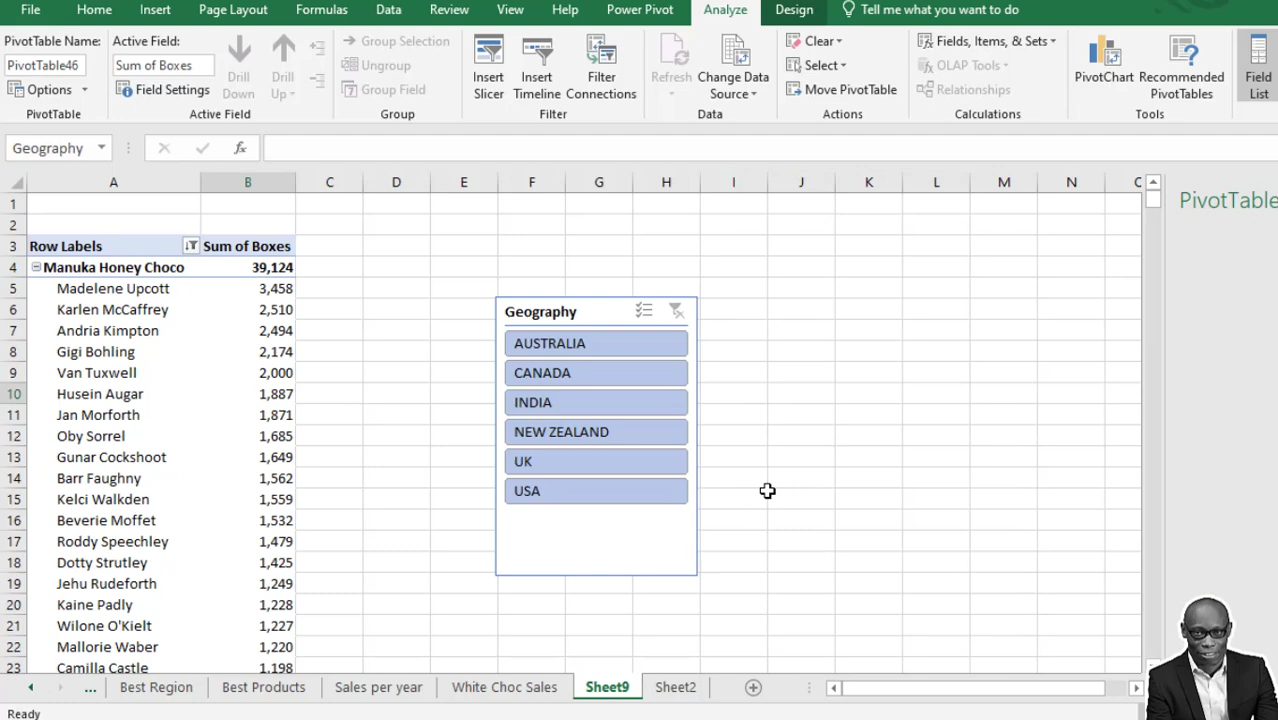 File Home Insert Page Layout Formulas Data Review View Help Power Pivot Analyze Design Tell me what you want to do
PivotTable Name:
PivotTable46
Options
PivotTable
Active Field:
Sum of Boxes
Field Settings
Drill Down
Drill Up
Active Field
Group Selection
Ungroup
Group Field
Group
Insert Slicer
Insert Timeline
Filter Connections
Filter
Refresh
Change Data Source
Data
Clear
Select
Move PivotTable
Actions
Fields, Items, & Sets
OLAP Tools
Relationships
Calculations
PivotChart
Recommended PivotTables
Tools
Field List
Geography fx
A B C D E F G H I J K L M N
1
2
3 Row Labels Sum of Boxes
4 Manuka Honey Choco 39,124
5 Madelene Upcott 3,458
6 Karlen McCaffrey 2,510
7 Andria Kimpton 2,494
8 Gigi Bohling 2,174
9 Van Tuxwell 2,000
10 Husein Augar 1,887
11 Jan Morforth 1,871
12 Oby Sorrel 1,685
13 Gunar Cockshoot 1,649
14 Barr Faughny 1,562
15 Kelci Walkden 1,559
16 Beverie Moffet 1,532
17 Roddy Speechley 1,479
18 Dotty Strutley 1,425
19 Jehu Rudeforth 1,249
20 Kaine Padly 1,228
21 Wilone O'Kielt 1,227
22 Mallorie Waber 1,220
23 Camilla Castle 1,198
Geography
AUSTRALIA
CANADA
INDIA
NEW ZEALAND
UK
USA
PivotTable
... Best Region Best Products Sales per year White Choc Sales Sheet9 Sheet2
Ready